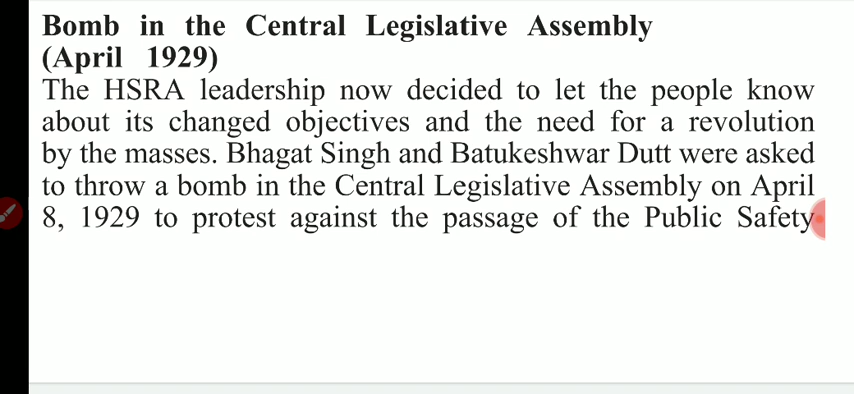 Bomb in the Central Legislative Assembly
(April 1929)
The HSRA leadership now decided to let the people know
about its changed objectives and the need for a revolution
by the masses. Bhagat Singh and Batukeshwar Dutt were asked
to throw a bomb in the Central Legislative Assembly on April
8, 1929 to protest against the passage of the Public Safety